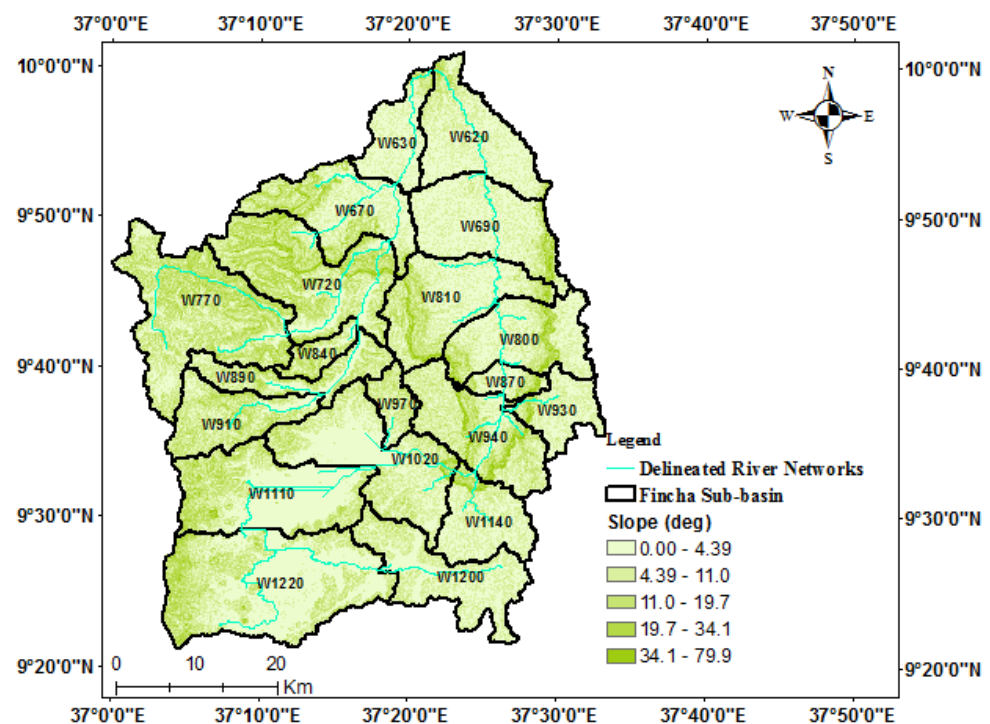 37°0'0"E 37°10'0"E 37°20'0"E 37°30'0"E 37°40'0"E 37°50'0"E
10°0'0"N 10°0'0"N
N
W E
S
W630 W620
9°50'0"N 9°50'0"N
W670 W690
W770 W720 W810
W800
9°40'0"N 9°40'0"N
W840
W890 W870
W970 W930
W910 W940
Legend
W1020 Delineated River Networks
W1110 Fincha Sub-basin
9°30'0"N 9°30'0"N
W1140 Slope (deg)
0.00 - 4.39
W1220 W1200 4.39 - 11.0
11.0 - 19.7
19.7 - 34.1
34.1 - 79.9
9°20'0"N 9°20'0"N
0 10 20
Km
37°0'0"E 37°10'0"E 37°20'0"E 37°30'0"E 37°40'0"E 37°50'0"E